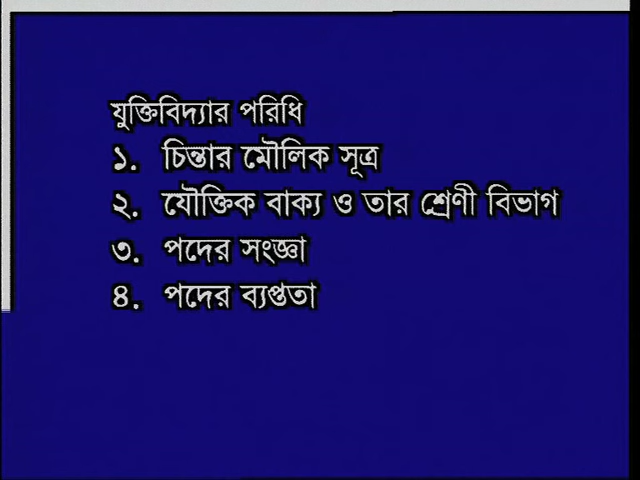 যুক্তিবিদ্যার পরিধি
১. চিন্তার মৌলিক সূত্র
২. যৌক্তিক বাক্য ও তার শ্রেণী বিভাগ
৩. পদের সংজ্ঞা
৪. পদের ব্যপ্ততা